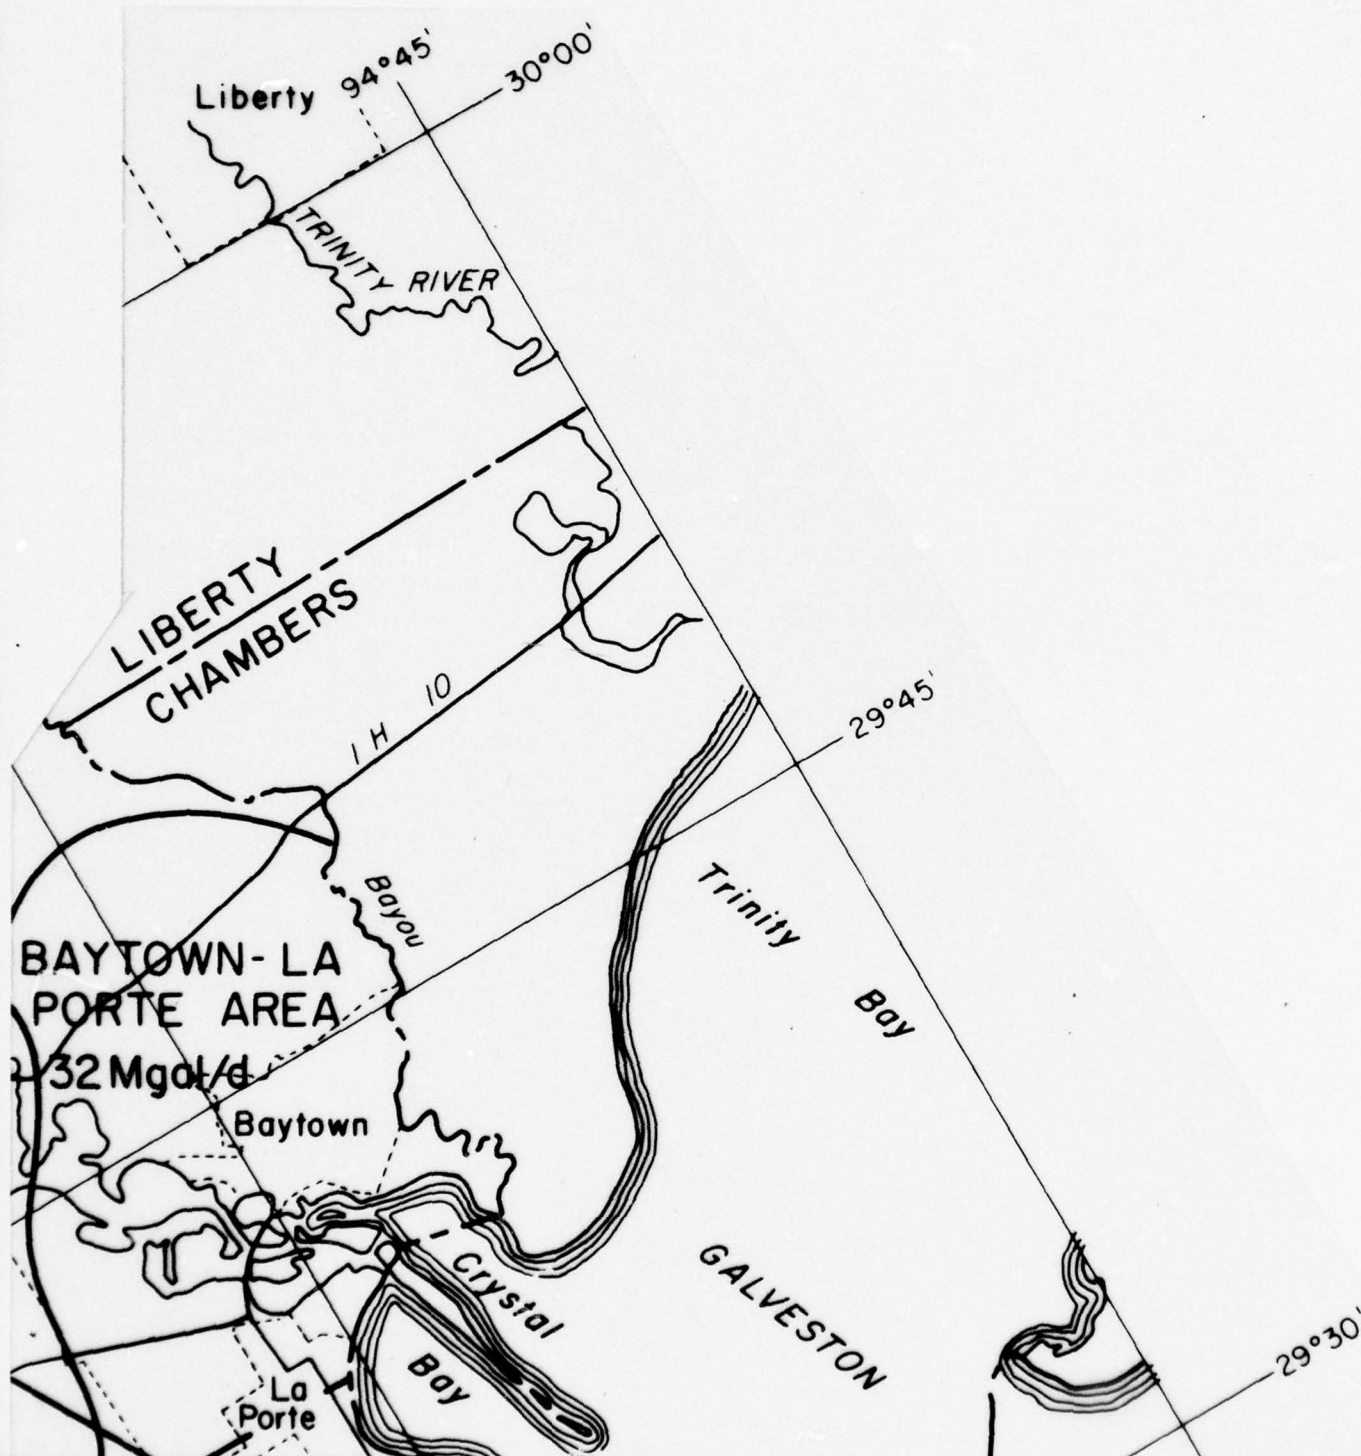 94°45'
30°00'
Liberty
TRINITY RIVER
LIBERTY
CHAMBERS
IH 10
29°45'
Bayou
Trinity
Bay
BAYTOWN-LA
PORTE AREA
32 Mgal/d
Baytown
Crystal
Bay
GALVESTON
29°30'
La
Porte